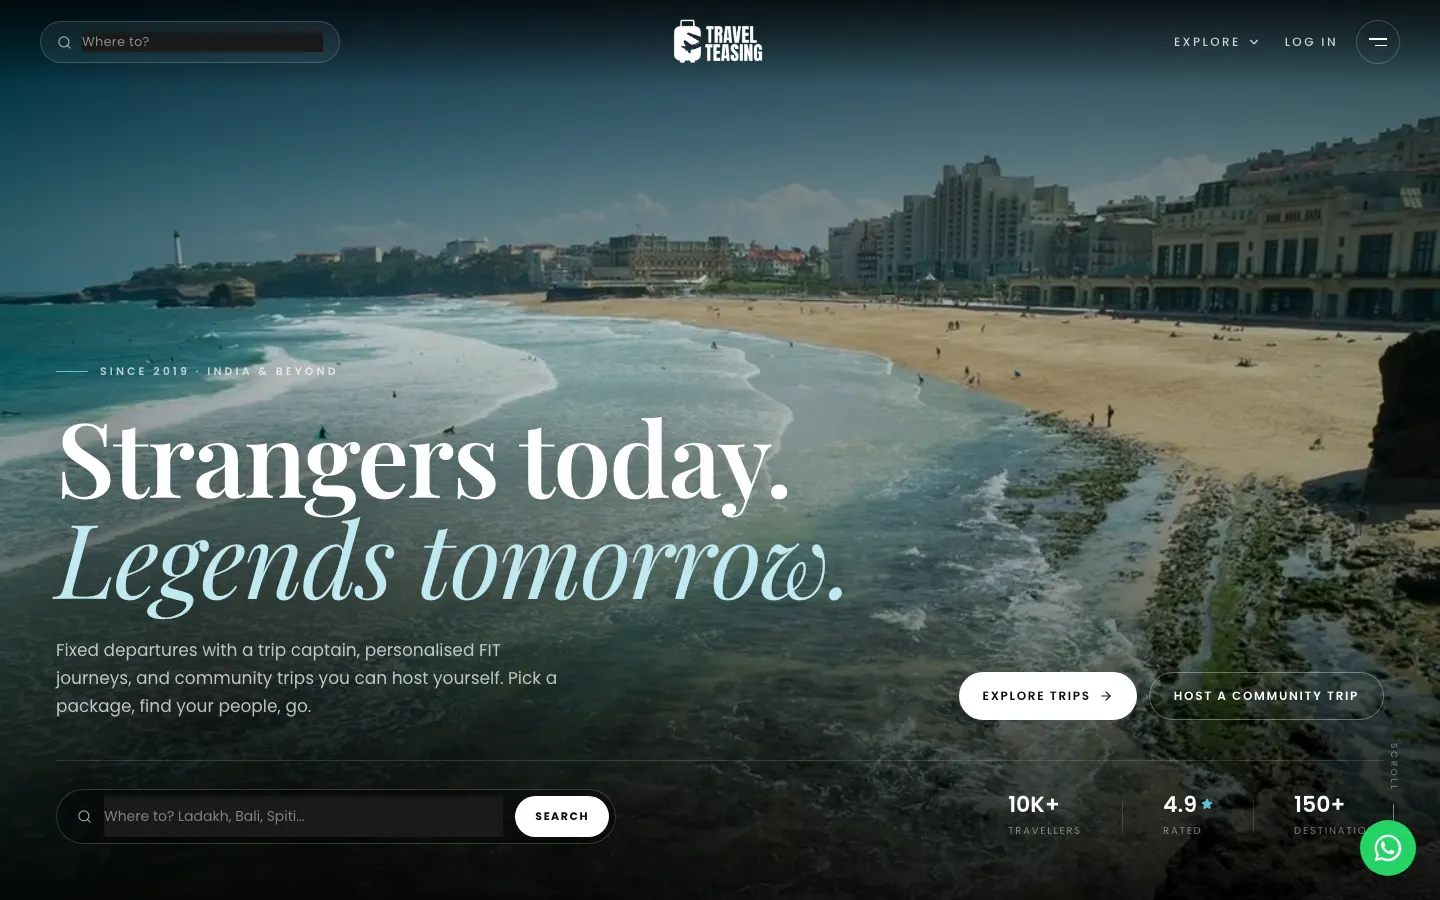 Where to?
TRAVEL
TEASING
EXPLORE
LOG IN
SINCE 2019 · INDIA & BEYOND
Strangers today.
Legends tomorrow.
Fixed departures with a trip captain, personalised FIT
journeys, and community trips you can host yourself. Pick a
package, find your people, go.
EXPLORE TRIPS
HOST A COMMUNITY TRIP
SCROLL
Where to? Ladakh, Bali, Spiti...
SEARCH
10K+
TRAVELLERS
4.9
RATED
150+